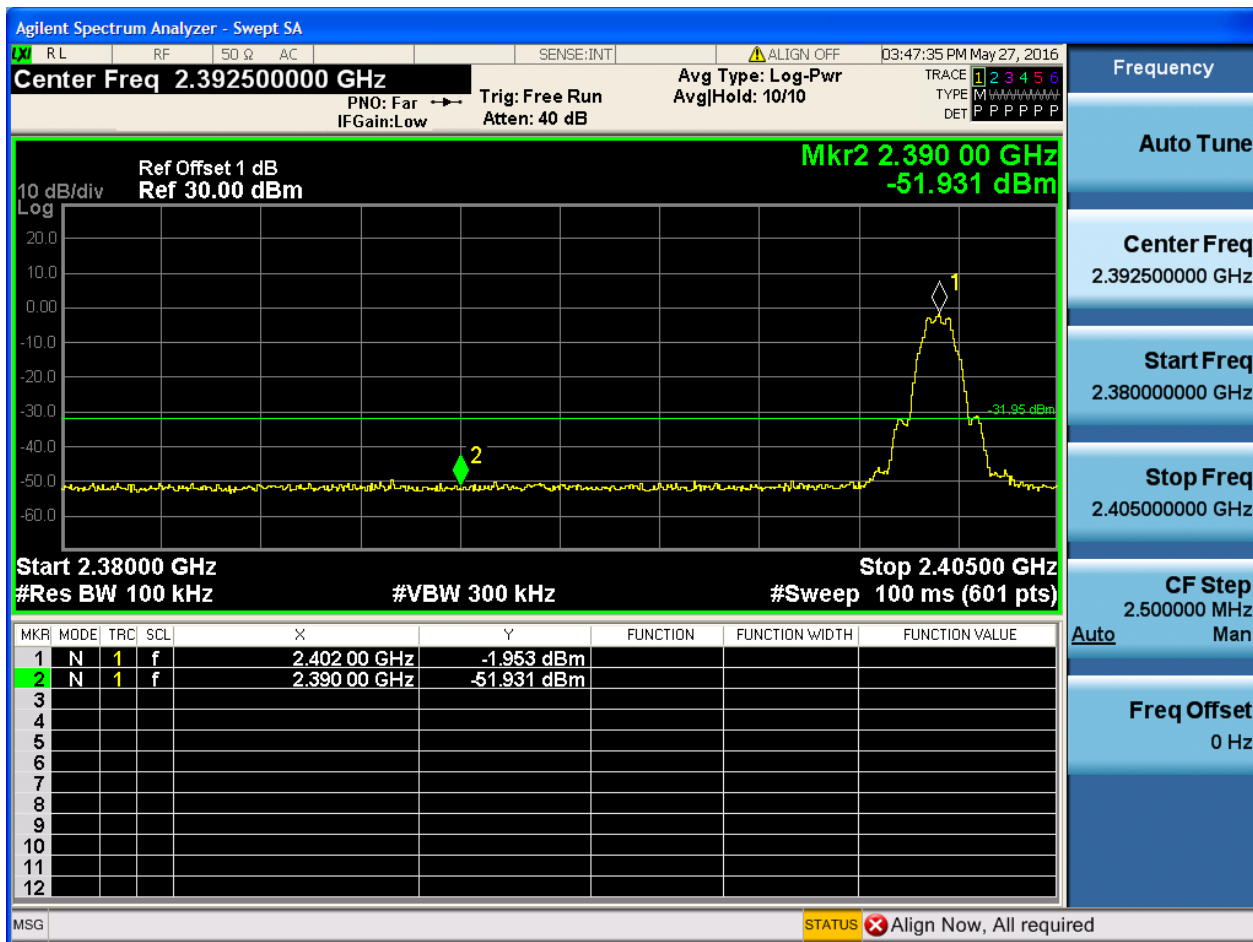 Agilent Spectrum Analyzer - Swept SA
LXI RL RF 50 Ω AC SENSE:INT ALIGN OFF 03:47:35 PM May 27, 2016
Center Freq 2.392500000 GHz
PNO: Far
IFGain:Low
Trig: Free Run
Atten: 40 dB
Avg Type: Log-Pwr
Avg|Hold: 10/10
TRACE 1 2 3 4 5 6
TYPE M WWWWW
DET P P P P P P
Mkr2 2.390 00 GHz
-51.931 dBm
Ref Offset 1 dB
10 dB/div Ref 30.00 dBm
Log
20.0
10.0
0.00
-10.0
-20.0
-30.0
-40.0
-50.0
-60.0
1
2
-31.95 dBm
Start 2.38000 GHz Stop 2.40500 GHz
#Res BW 100 kHz #VBW 300 kHz #Sweep 100 ms (601 pts)
MKR MODE TRC SCL X Y FUNCTION FUNCTION WIDTH FUNCTION VALUE
1 N 1 f 2.402 00 GHz -1.953 dBm
2 N 1 f 2.390 00 GHz -51.931 dBm
3
4
5
6
7
8
9
10
11
12
MSG STATUS Align Now, All required
Frequency
Auto Tune
Center Freq
2.392500000 GHz
Start Freq
2.380000000 GHz
Stop Freq
2.405000000 GHz
CF Step
2.500000 MHz
Auto Man
Freq Offset
0 Hz